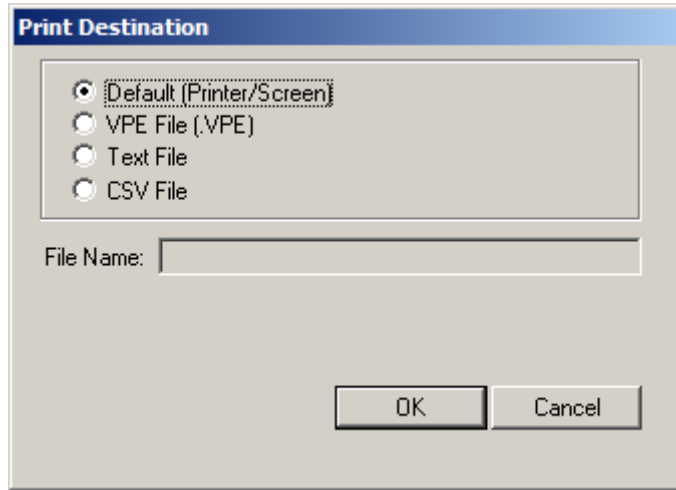 Print Destination
Default (Printer/Screen)
VPE File (.VPE)
Text File
CSV File
File Name:
OK Cancel